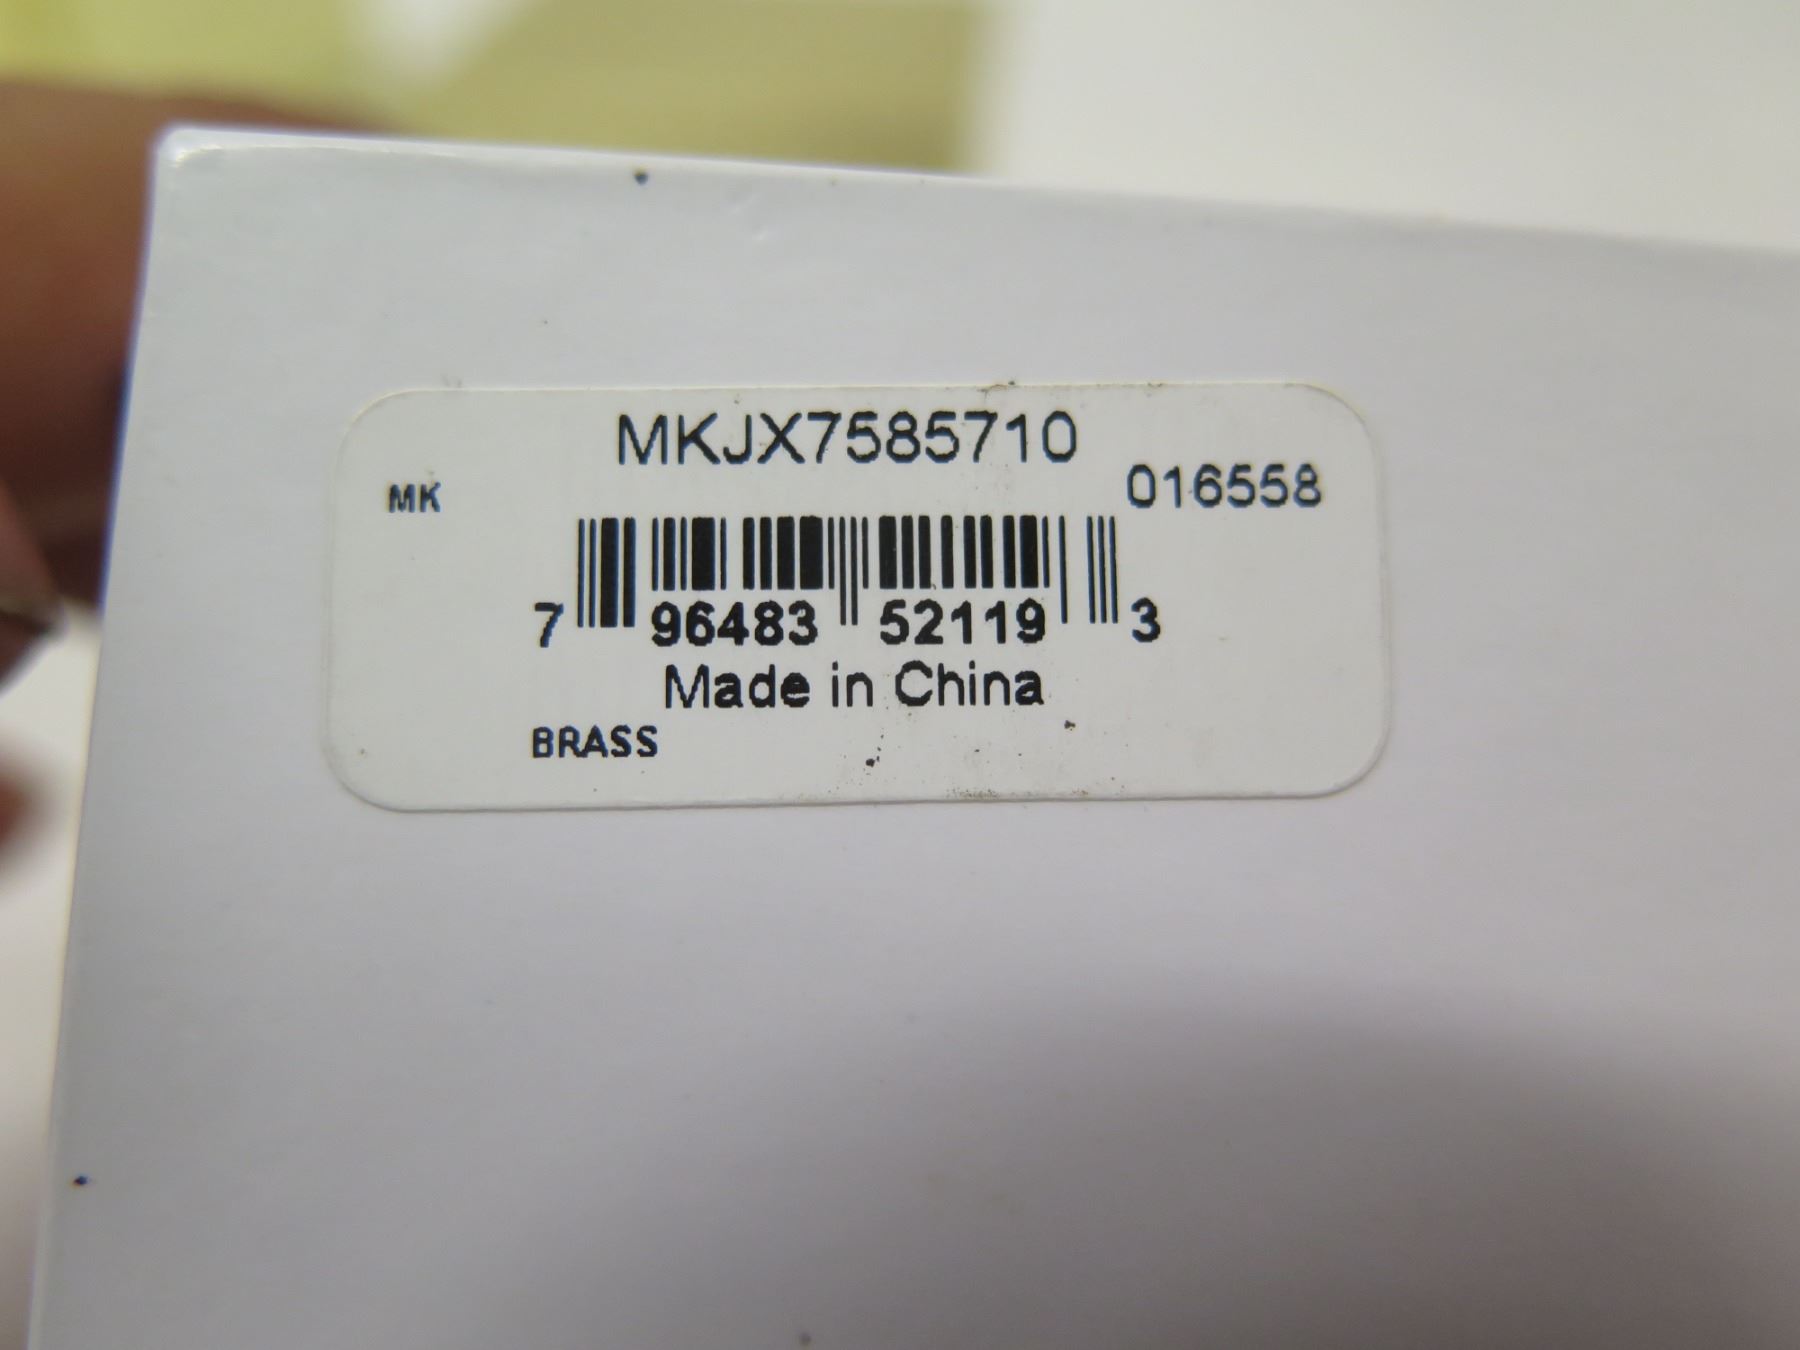 MKJX7585710
MK
016558
7 96483 52119 3
Made in China
BRASS